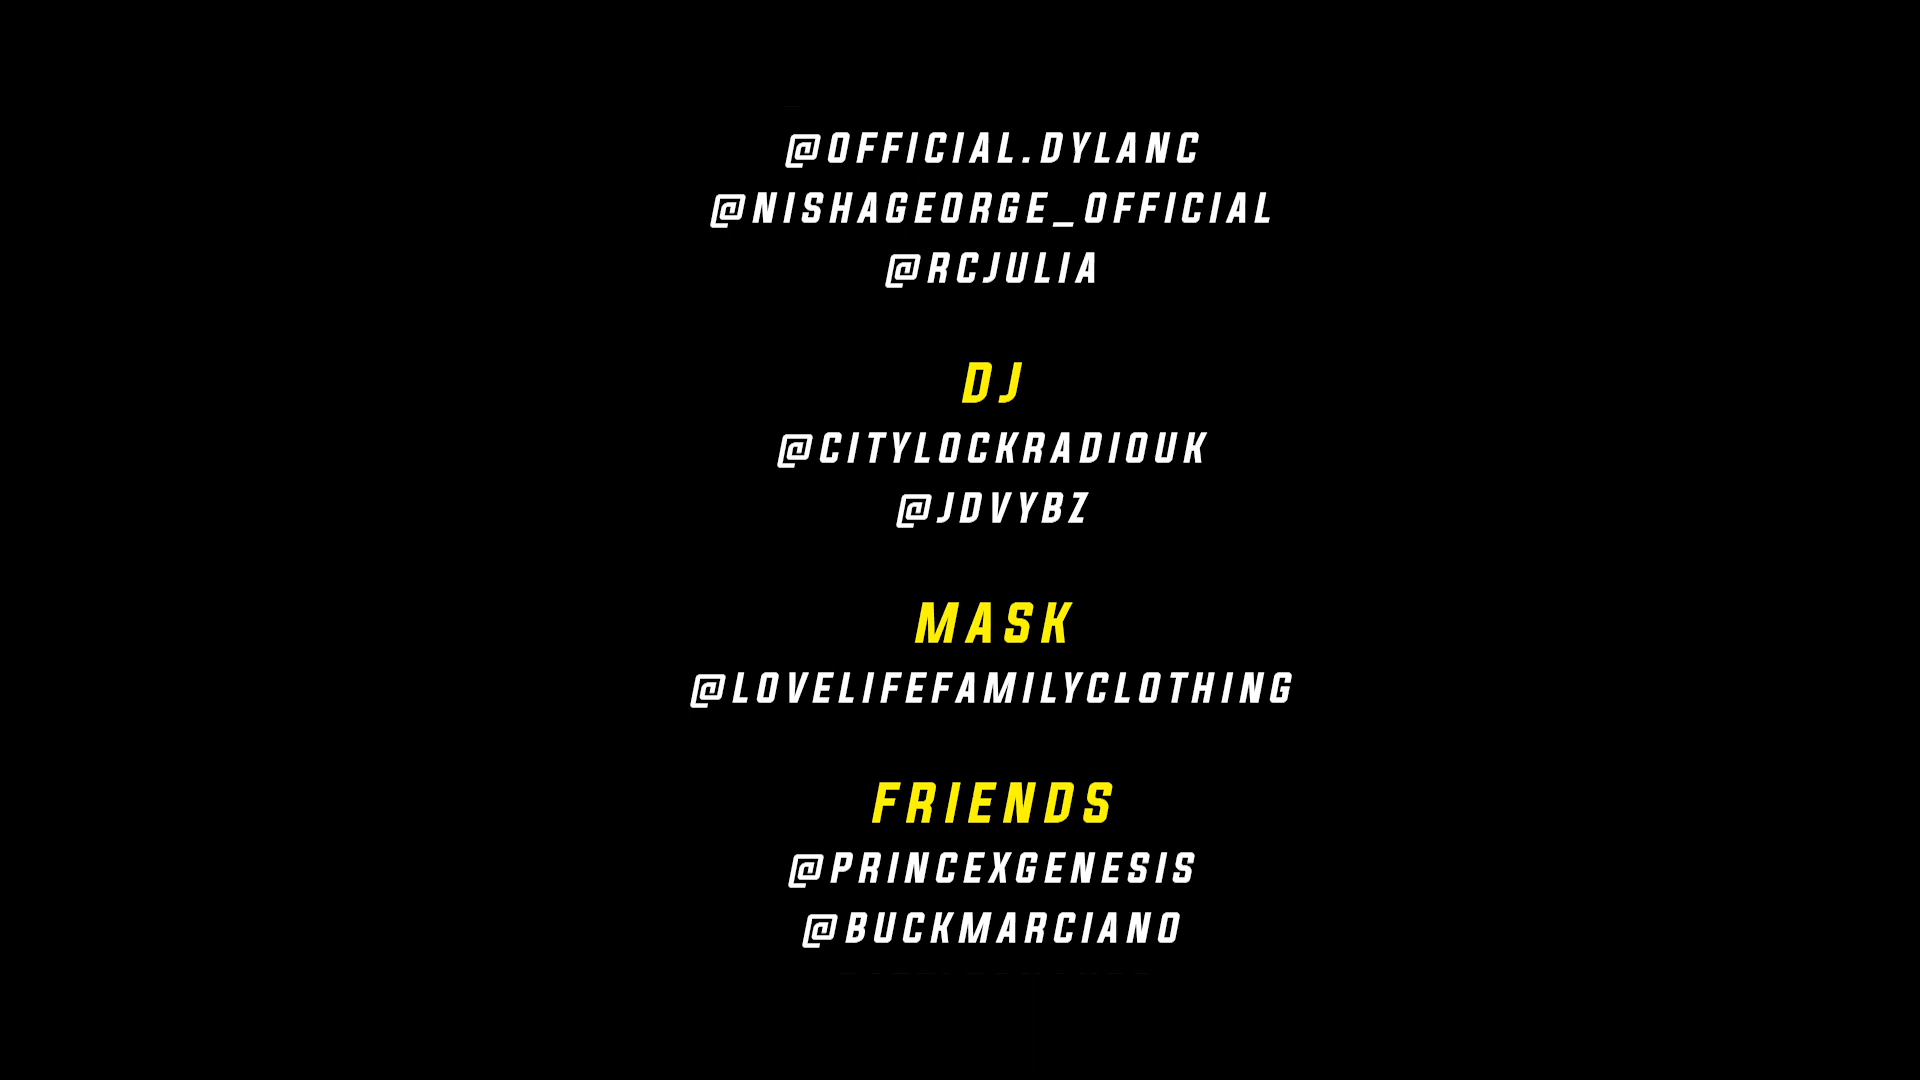 @OFFICIAL.DYLANC
@NISHAGEORGE_OFFICIAL
@RCJULIA
DJ
@CITYLOCKRADIOUK
@JDVYBZ
MASK
@LOVELIFEFAMILYCLOTHING
FRIENDS
@PRINCEXGENESIS
@BUCKMARCIANO